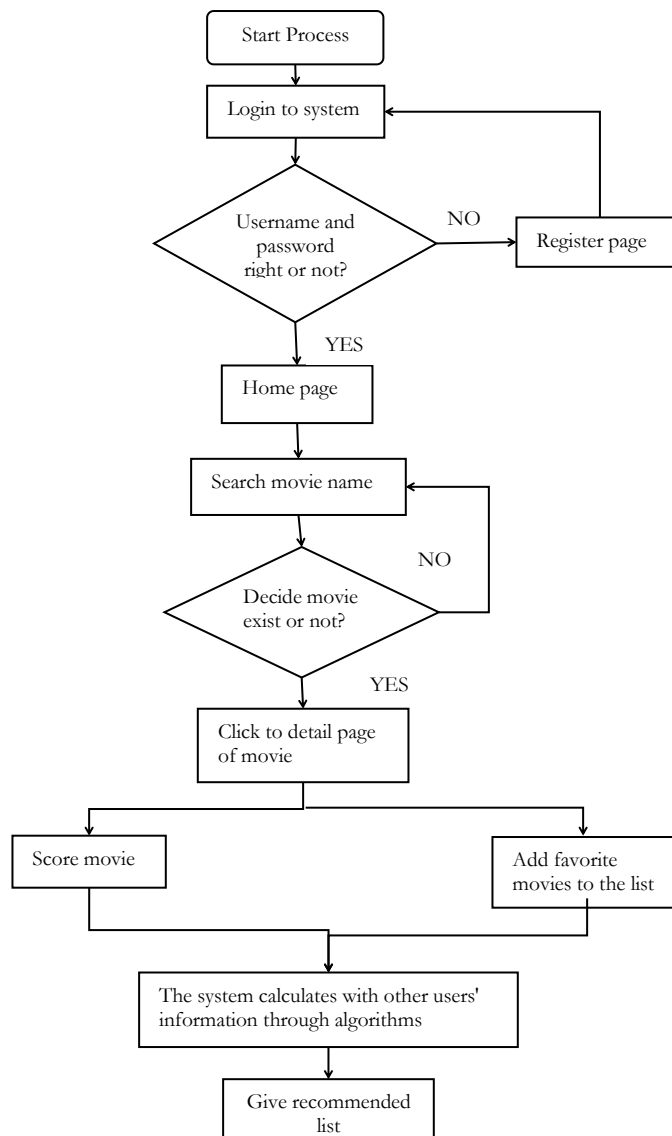 Start Process
Login to system
Username and
password
right or not?
NO
Register page
YES
Home page
Search movie name
NO
Decide movie
exist or not?
YES
Click to detail page
of movie
Score movie
Add favorite
movies to the list
The system calculates with other users'
information through algorithms
Give recommended
list